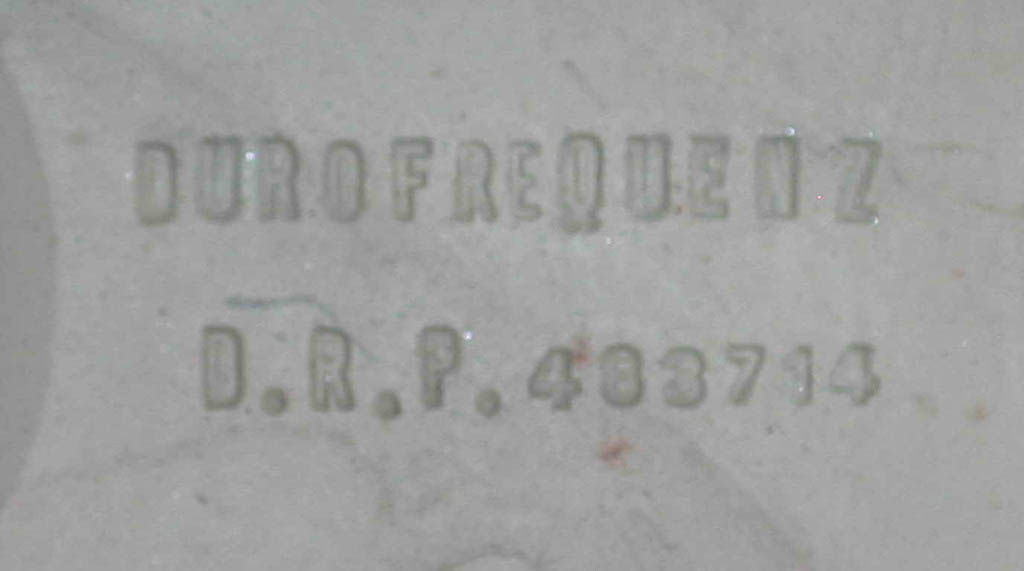 DUROFREQUENZ
D.R.P. 483714